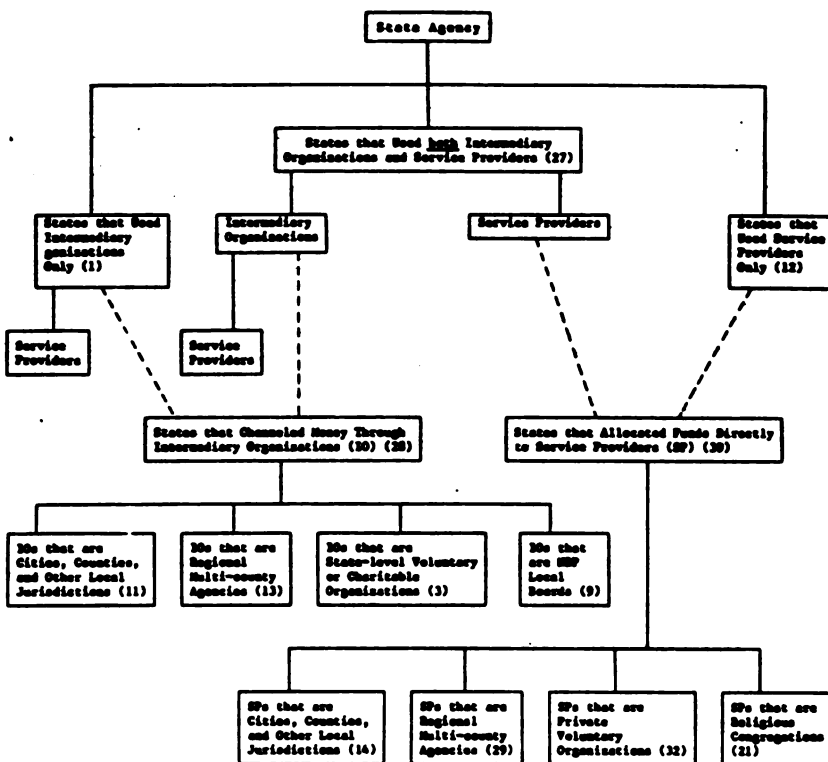 State Agency
States that Used both Intermediary
Organizations and Service Providers (27)
States that Used
Intermediary
ganizations
Only (1)
Intermediary
Organizations
Service Providers
States that
Used Service
Providers
Only (12)
Service
Providers
Service
Providers
States that Channeled Money Through
Intermediary Organizations (IO) (28)
States that Allocated Funds Directly
to Service Providers (SP) (39)
IOs that are
Cities, Counties,
and Other Local
Jurisdictions (11)
IOs that are
Regional
Multi-county
Agencies (13)
IOs that are
State-level Voluntary
or Charitable
Organizations (3)
IOs that
are
Local
Boards (9)
SPs that are
Cities, Counties,
and Other Local
Jurisdictions (14)
SPs that are
Regional
Multi-county
Agencies (29)
SPs that are
Private
Voluntary
Organizations (32)
SPs that are
Religious
Congregations
(21)